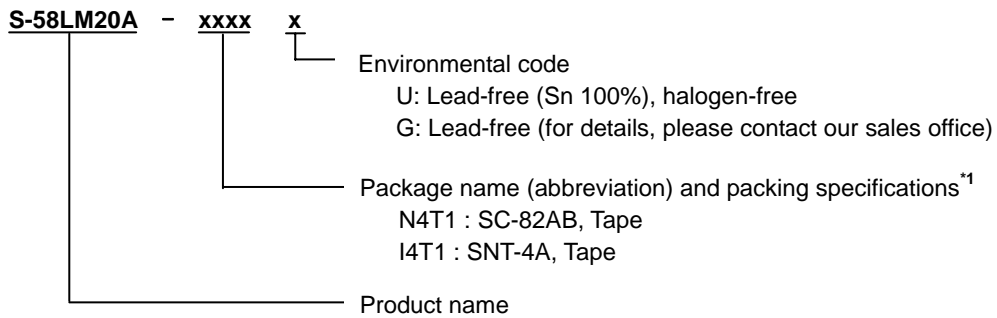 S-58LM20A - xxxx x
Environmental code
U: Lead-free (Sn 100%), halogen-free
G: Lead-free (for details, please contact our sales office)
Package name (abbreviation) and packing specifications*1
N4T1 : SC-82AB, Tape
I4T1 : SNT-4A, Tape
Product name